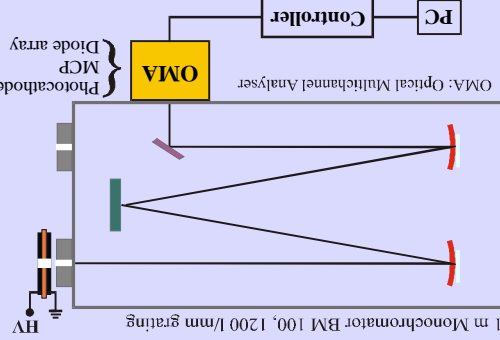 1 m Monochromator BM 100, 1200 l/mm grating
HV
OMA: Optical Multichannel Analyser
Photocathode
MCP
Diode array
OMA
Controller
PC